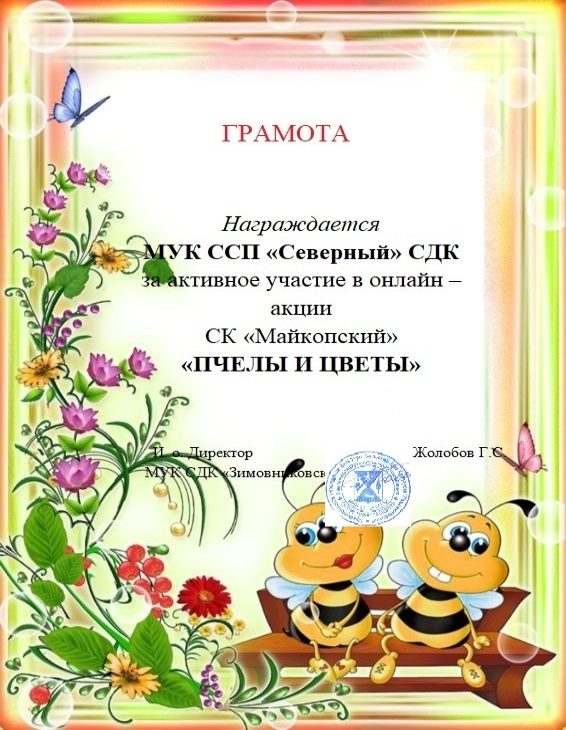 ГРАМОТА
Награждается
МУК ССП «Северный» СДК
за активное участие в онлайн –
акции
СК «Майкопский»
«ПЧЕЛЫ И ЦВЕТЫ»
И. о. Директор Жолобов Г.С
МУК СДК